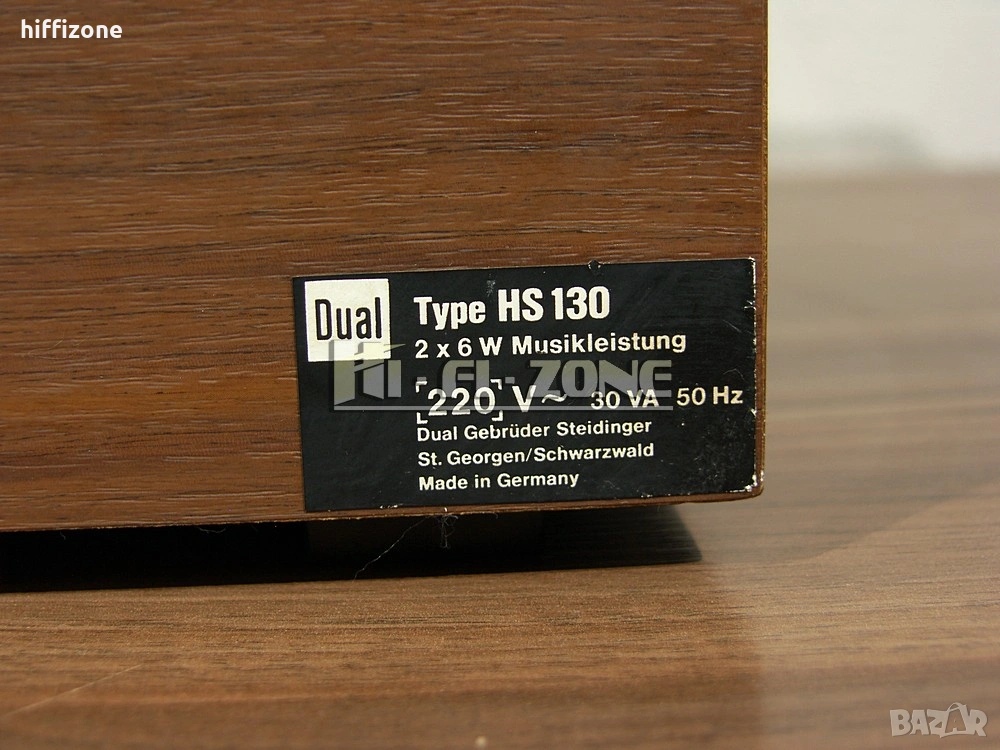 hiffizone
Dual
Type HS 130
2 x 6 W Musikleistung
Hi-Fi-ZONE
220 V~ 30 VA 50 Hz
Dual Gebrüder Steidinger
St. Georgen/Schwarzwald
Made in Germany
BAZAR